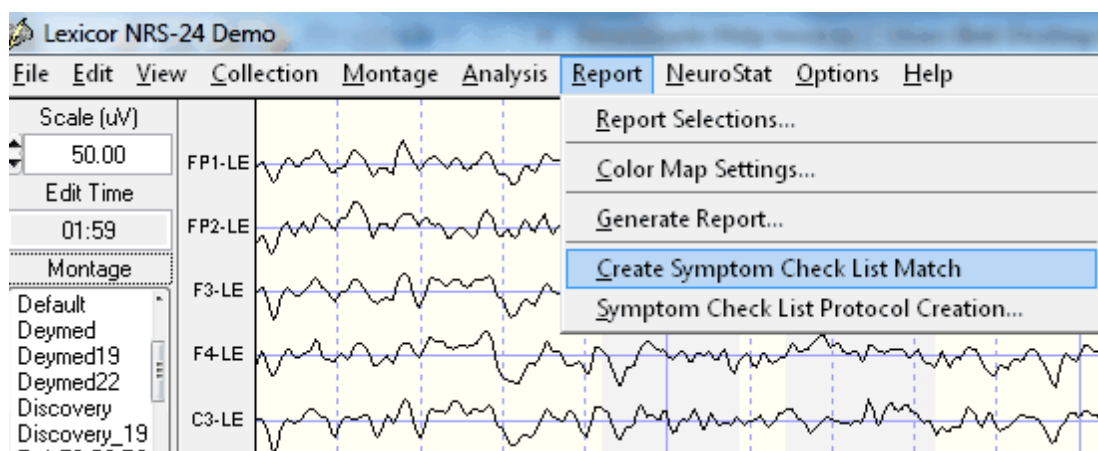 Lexicor NRS-24 Demo
File Edit View Collection Montage Analysis Report NeuroStat Options Help
Scale (uV)
50.00
Edit Time
01:59
Montage
Default
Deymed
Deymed19
Deymed22
Discovery
Discovery_19
FP1-LE
FP2-LE
F3-LE
F4-LE
C3-LE
Report Selections...
Color Map Settings...
Generate Report...
Create Symptom Check List Match
Symptom Check List Protocol Creation...